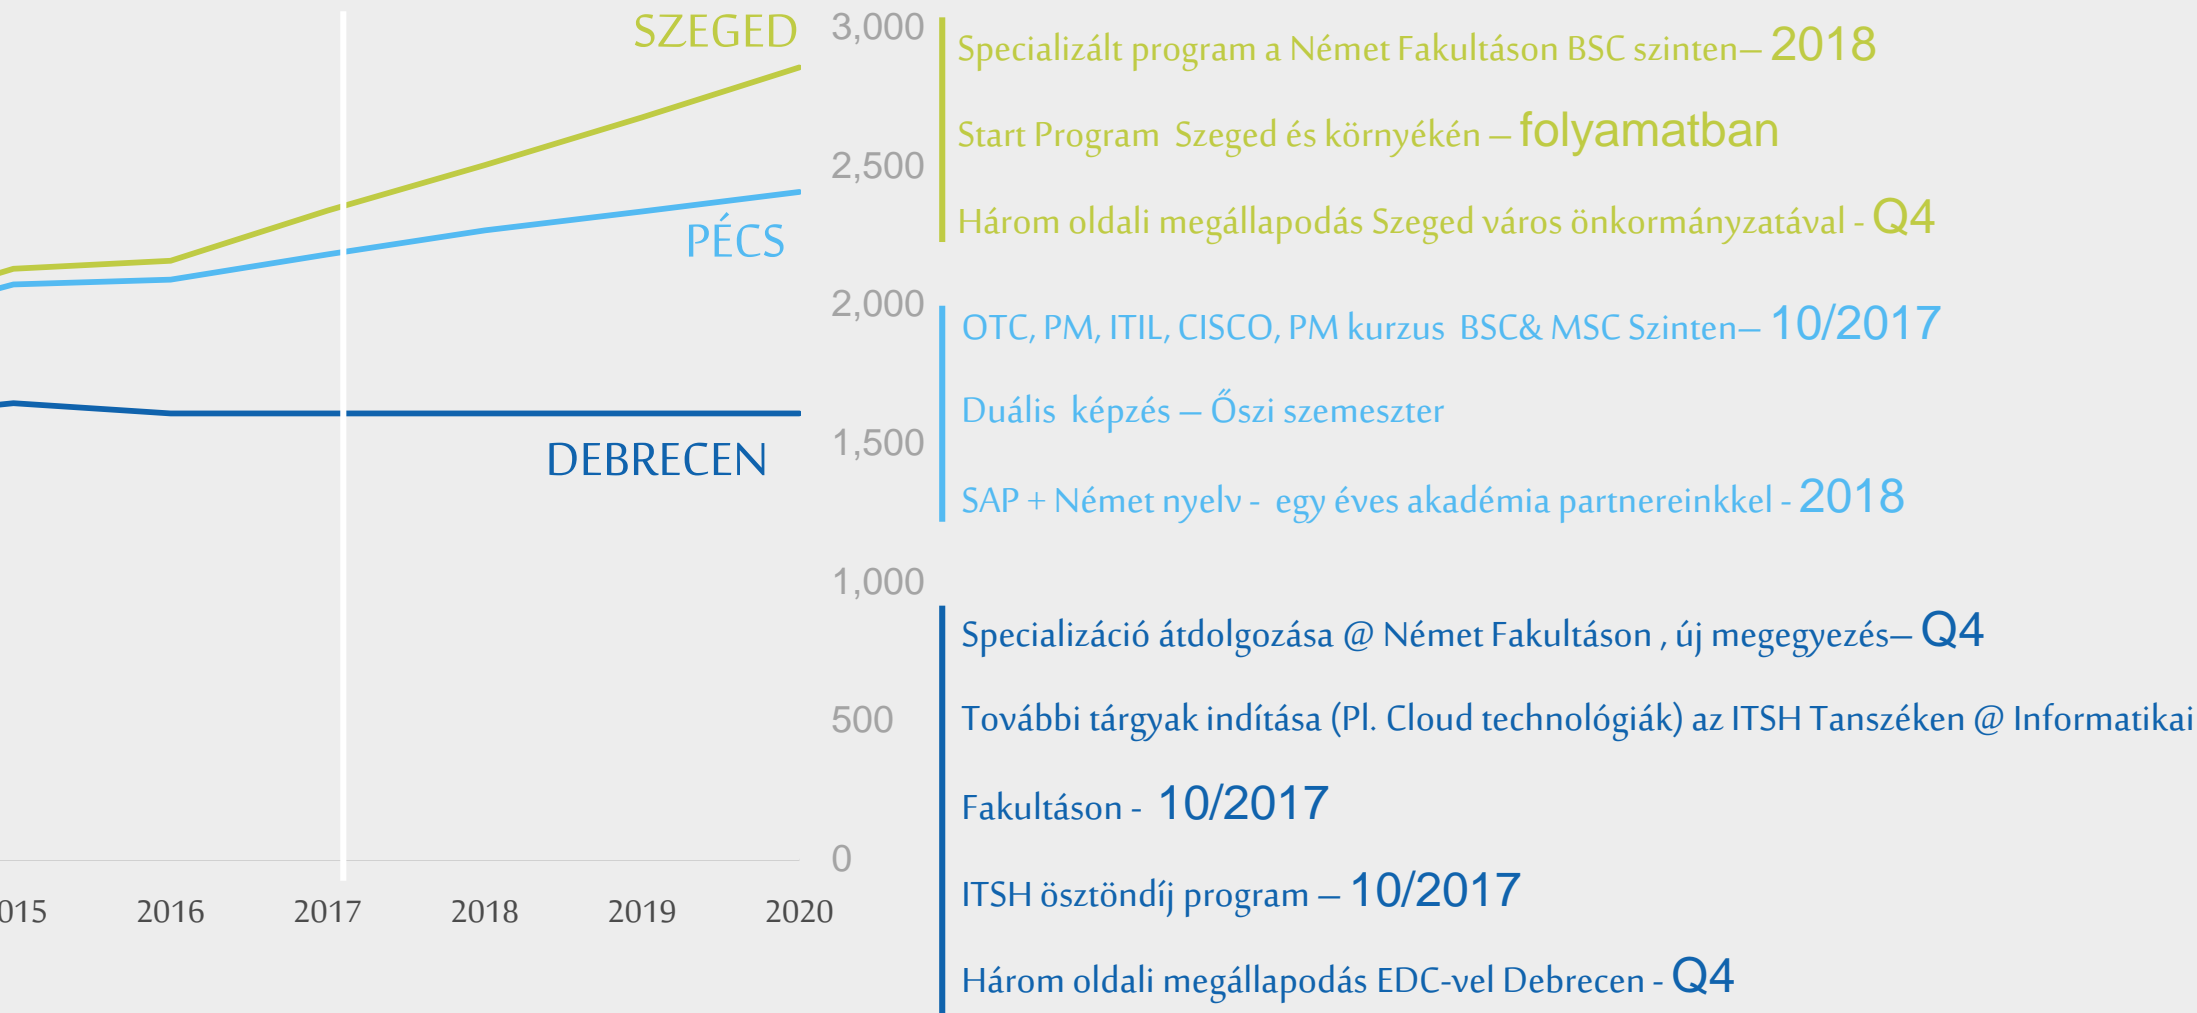 SZEGED
PÉCS
DEBRECEN
3,000
2,500
2,000
1,500
1,000
500
0
015
2016
2017
2018
2019
2020
Specializált program a Német Fakultáson BSC szinten– 2018
Start Program Szeged és környékén – folyamatban
Három oldali megállapodás Szeged város önkormányzatával - Q4
OTC, PM, ITIL, CISCO, PM kurzus BSC& MSC Szinten– 10/2017
Duális képzés – Őszi szemeszter
SAP + Német nyelv - egy éves akadémia partnereinkkel - 2018
Specializáció átdolgozása @ Német Fakultáson , új megegyezés– Q4
További tárgyak indítása (Pl. Cloud technológiák) az ITSH Tanszéken @ Informatikai
Fakultáson - 10/2017
ITSH ösztöndíj program – 10/2017
Három oldali megállapodás EDC-vel Debrecen - Q4